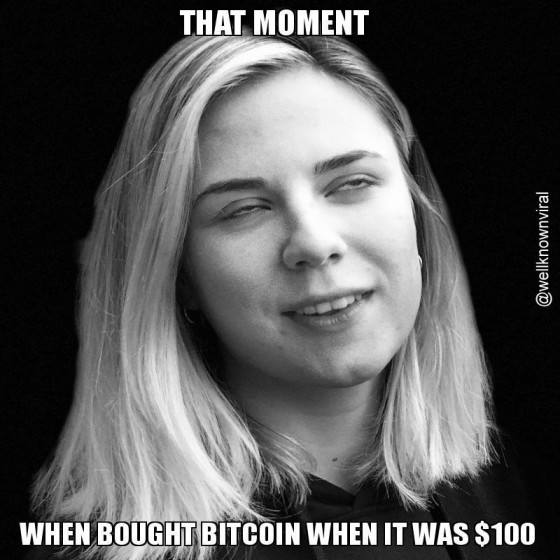 THAT MOMENT
@wellknownviral
WHEN BOUGHT BITCOIN WHEN IT WAS $100